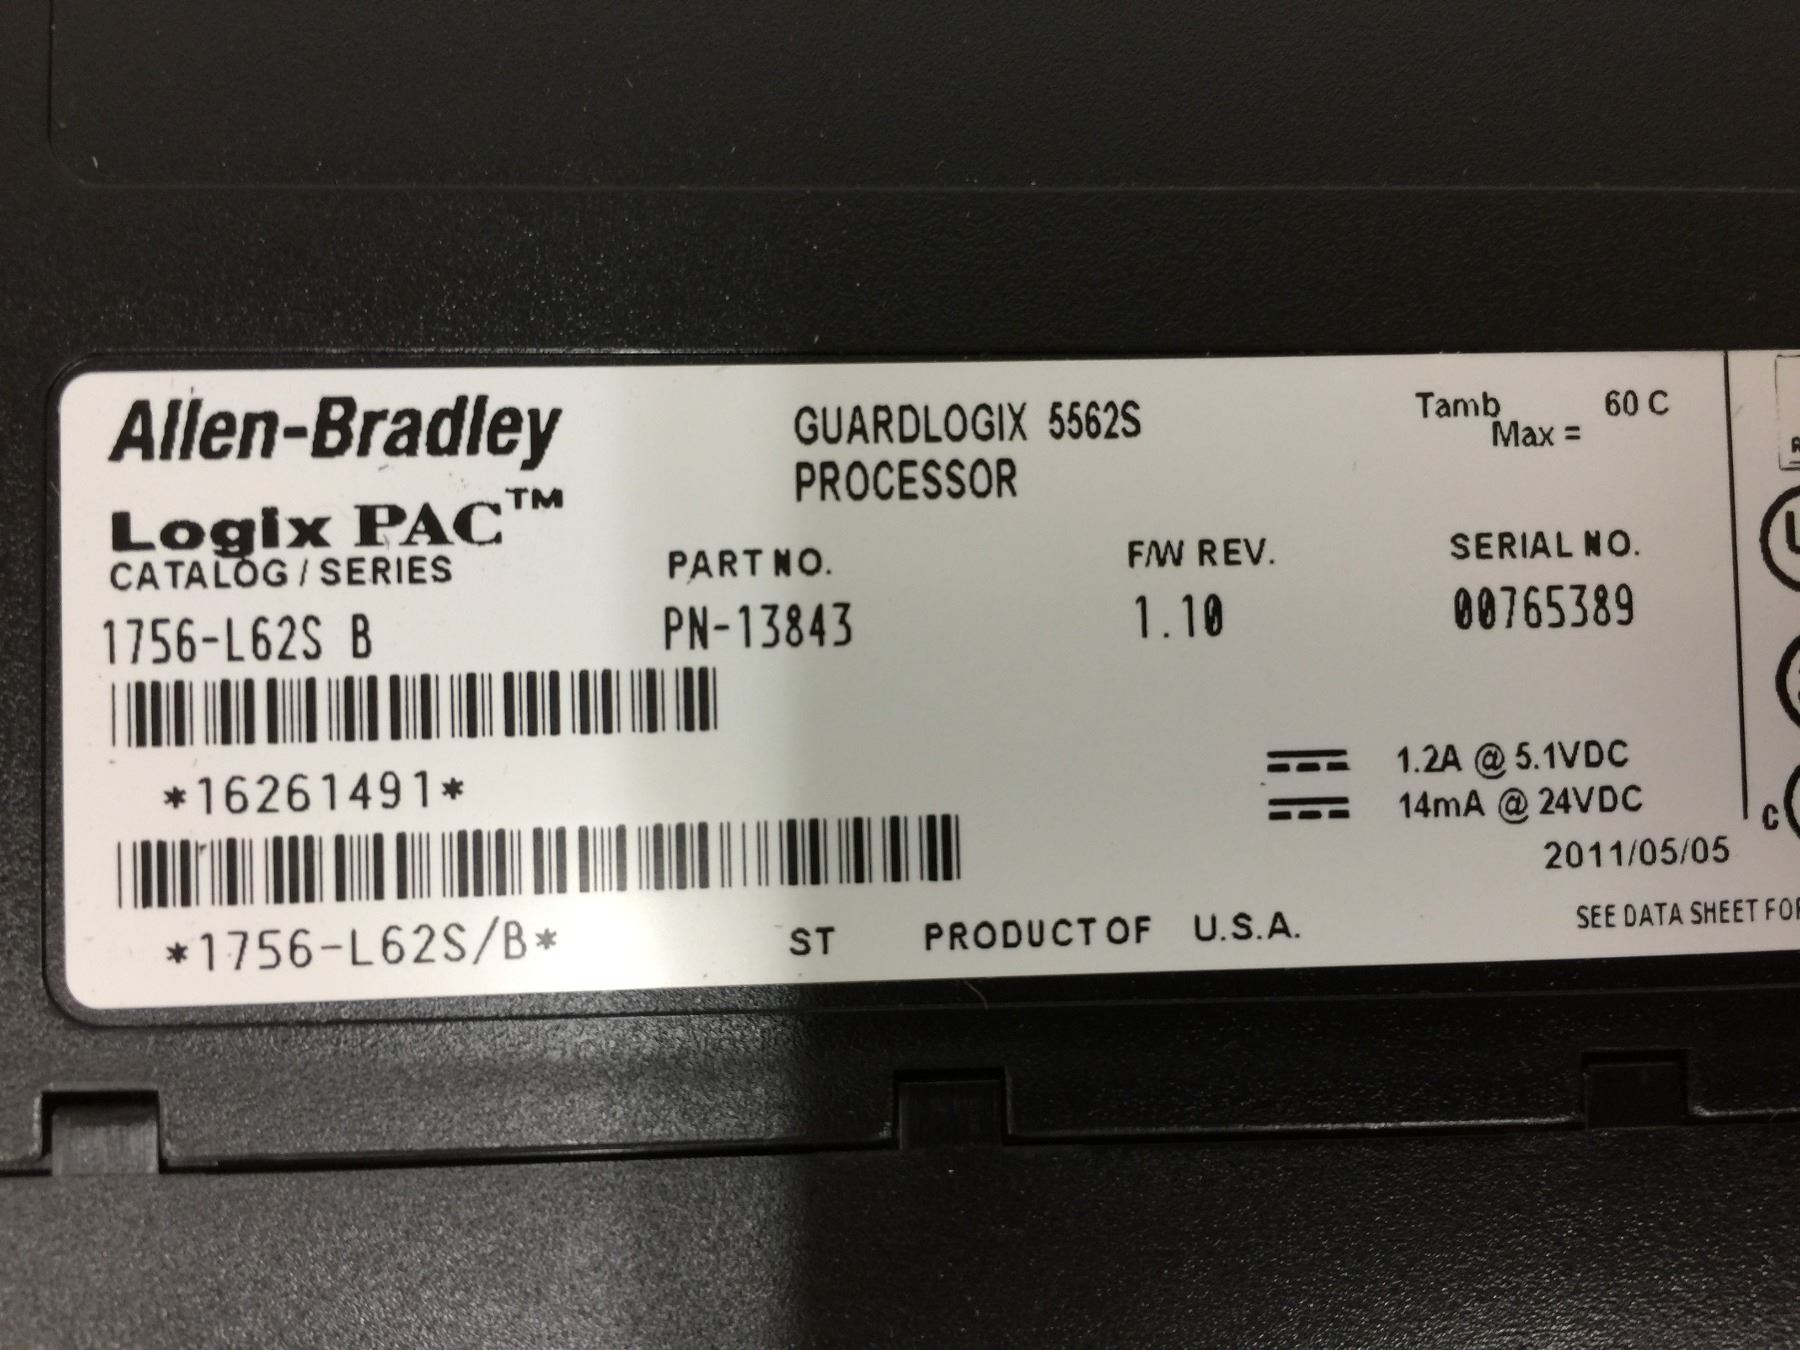 Allen-Bradley
Logix PAC™
GUARDLOGIX 5562S
PROCESSOR
Tamb Max = 60 C
CATALOG / SERIES
PART NO.
F/W REV.
SERIAL NO.
1756-L62S B
PN-13843
1.10
00765389
*16261491*
1.2A @ 5.1VDC
14mA @ 24VDC
2011/05/05
*1756-L62S/B*
ST
PRODUCT OF U.S.A.
SEE DATA SHEET FOR
C